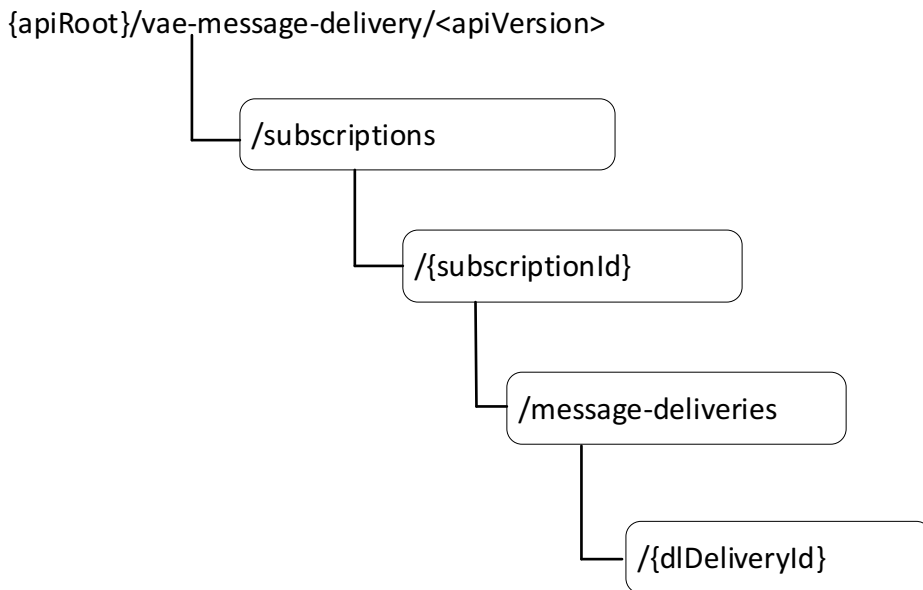 {apiRoot}/vae-message-delivery/<apiVersion>
/subscriptions
/{subscriptionId}
/message-deliveries
/{dlDeliveryId}